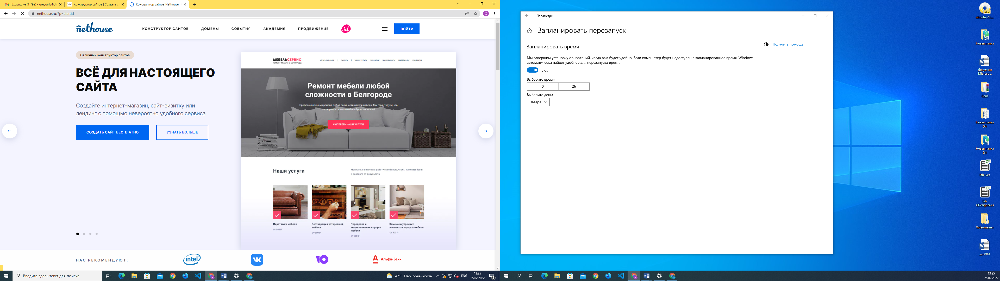 Входящие (1 799) - greygirl84@
Конструктор сайтов | Создать са
Конструктор сайтов Nethouse |
nethouse.ru/?p=startid
X
nethouse
КОНСТРУКТОР САЙТОВ
ДОМЕНЫ
СОБЫТИЯ
АКАДЕМИЯ
ПРОДВИЖЕНИЕ
.id
ВОЙТИ
Отличный конструктор сайтов
ВСЁ ДЛЯ НАСТОЯЩЕГО
САЙТА
Создайте интернет-магазин, сайт-визитку или
лендинг с помощью невероятно удобного сервиса
СОЗДАТЬ САЙТ БЕСПЛАТНО
УЗНАТЬ БОЛЬШЕ
МЕБЕЛЬСЕРВИС
РЕМОНТ МЕБЕЛИ В БЕЛГОРОДЕ
ЗАЯВКА
НАШИ УСЛУГИ
ГАРАНТИИ
НАШИ РАБОТЫ
МАТЕРИАЛЫ
КОНТАКТЫ
Ремонт мебели любой
сложности в Белгороде
Профессиональный ремонт любой сложности мягкой мебели. Мы гарантируем, что
после ремонта ваша мебель будет как новая!
СМОТРЕТЬ НАШИ УСЛУГИ
Наши услуги
Мы выполняем свою работу с любовью, чтобы клиенты были
в восторге от результата
Перетяжка мебели
От 500 ₽
Реставрация устаревшей
мебели
От 500 ₽
Переделка и
видоизменение корпуса
мебели
От 500 ₽
Замена внутренних
элементов корпуса мебели
От 500 ₽
НАС РЕКОМЕНДУЮТ:
intel
Ю
А Альфа-Банк
Введите здесь текст для поиска
-6°C Неб. облачность
ENG
13:25
25.02.2022
2
Параметры
Запланировать перезапуск
Запланировать время
Получить помощь
Мы завершим установку обновлений, когда вам будет удобно. Если компьютер будет недоступен в запланированное время, Windows
автоматически найдет удобное для перезапуска время.
Вкл.
Выберите время:
0
26
Выберите день:
Завтра
ISO
ubuntu-21....
Новая папка
Документ
Microso...
Сайт
Новая папка
(4)
Новая папка
(2)
lab 4.cs
lab
4.Designer.cs
Videomainer
,,,,.docx
13:25
25.02.2022